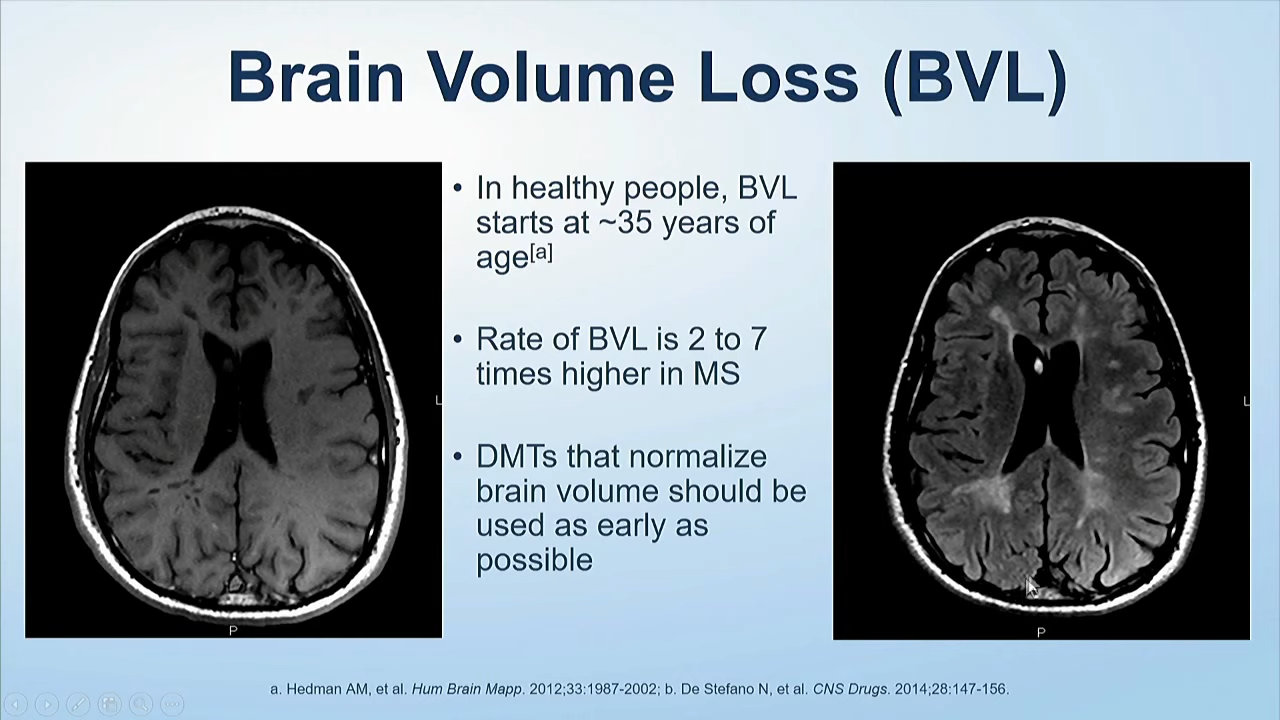 Brain Volume Loss (BVL)
• In healthy people, BVL
starts at ~35 years of
age[a]
• Rate of BVL is 2 to 7
times higher in MS
• DMTs that normalize
brain volume should be
used as early as
possible
L
L
P
P
a. Hedman AM, et al. Hum Brain Mapp. 2012;33:1987-2002; b. De Stefano N, et al. CNS Drugs. 2014;28:147-156.